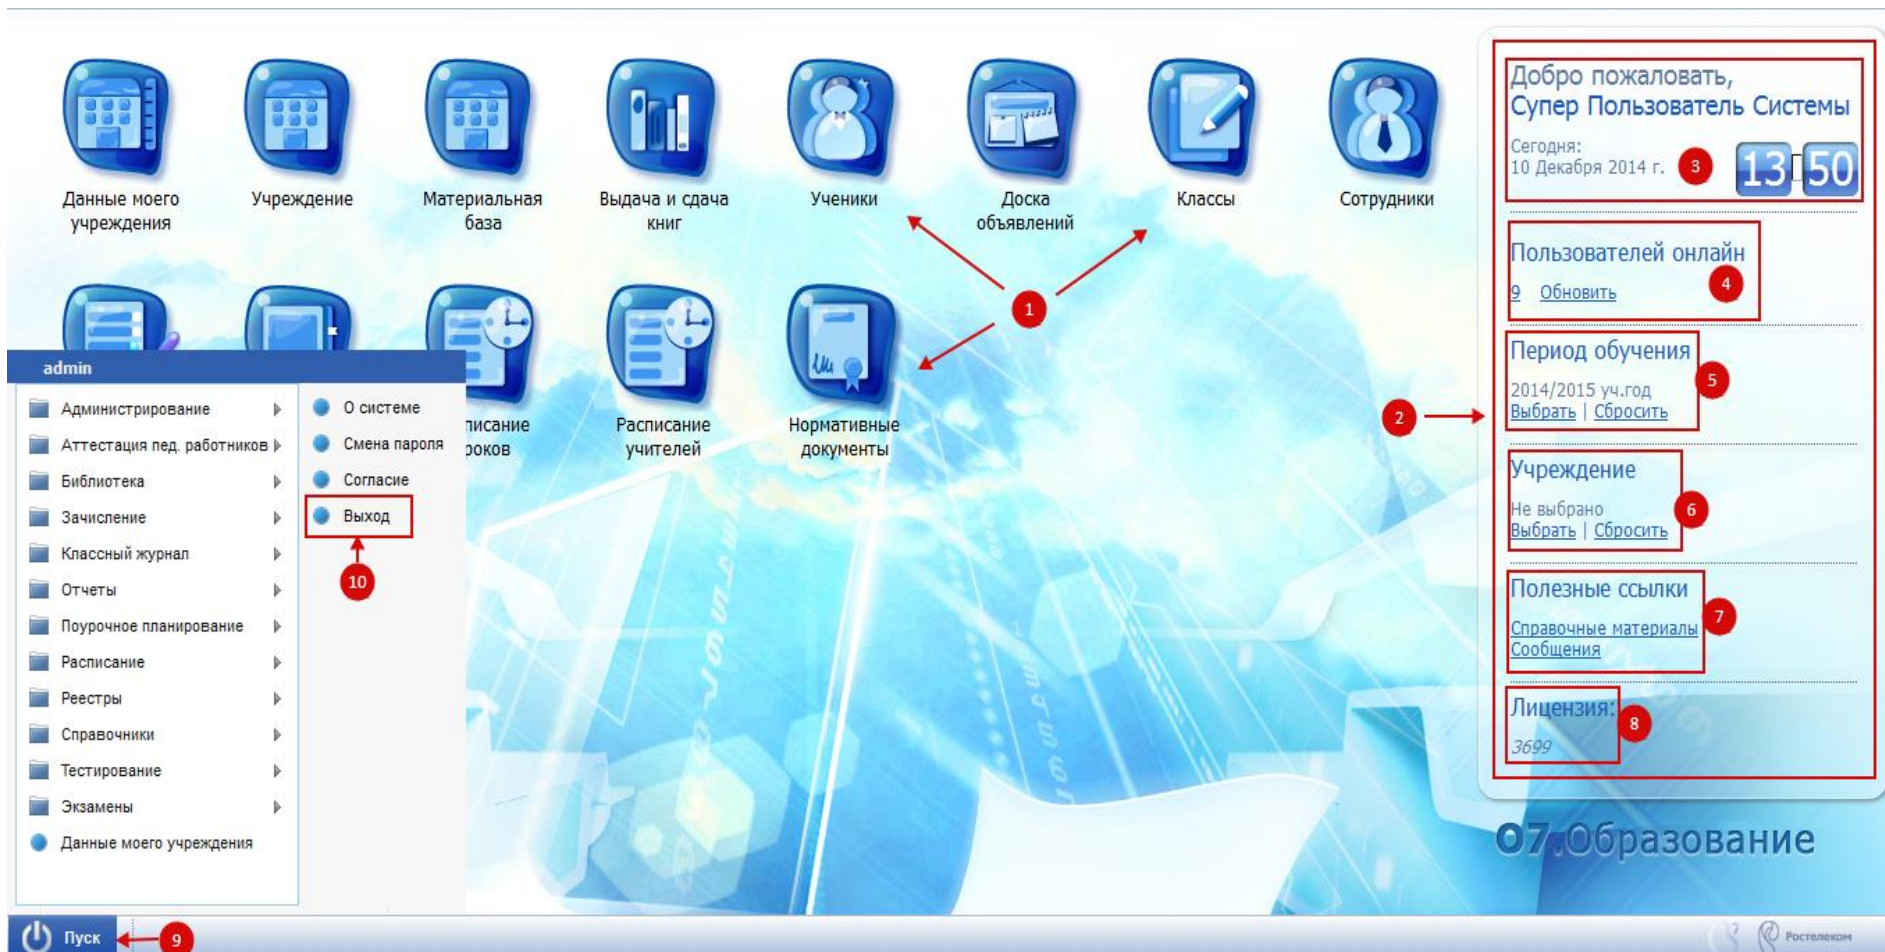 Данные моего
учреждения
Учреждение
Материальная
база
Выдача и сдача
книг
Ученики
Доска
объявлений
Классы
Сотрудники
1
писание
роков
Расписание
учителей
Нормативные
документы
2
Добро пожаловать,
Супер Пользователь Системы
Сегодня:
10 Декабря 2014 г.
3
13 50
Пользователей онлайн
4
9 Обновить
Период обучения
5
2014/2015 уч.год
Выбрать | Сбросить
Учреждение
6
Не выбрано
Выбрать | Сбросить
Полезные ссылки
7
Справочные материалы
Сообщения
Лицензия:
8
3699
О7.Образование
admin
Администрирование
Аттестация пед. работников
Библиотека
Зачисление
Классный журнал
Отчеты
Поурочное планирование
Расписание
Реестры
Справочники
Тестирование
Экзамены
Данные моего учреждения
О системе
Смена пароля
Согласие
Выход
10
Пуск
9
Ростелеком